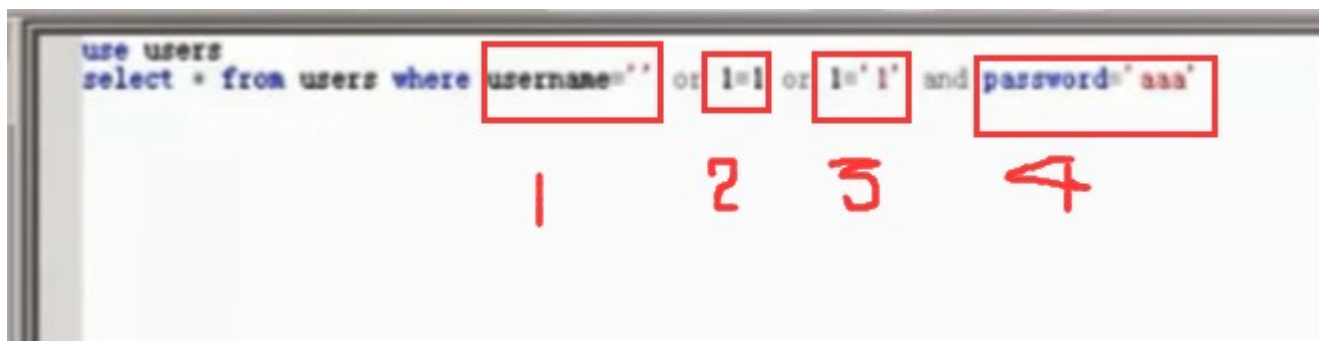 use users
select * from users where username='' or 1=1 or 1='1' and password='aaa'
1 2 3 4